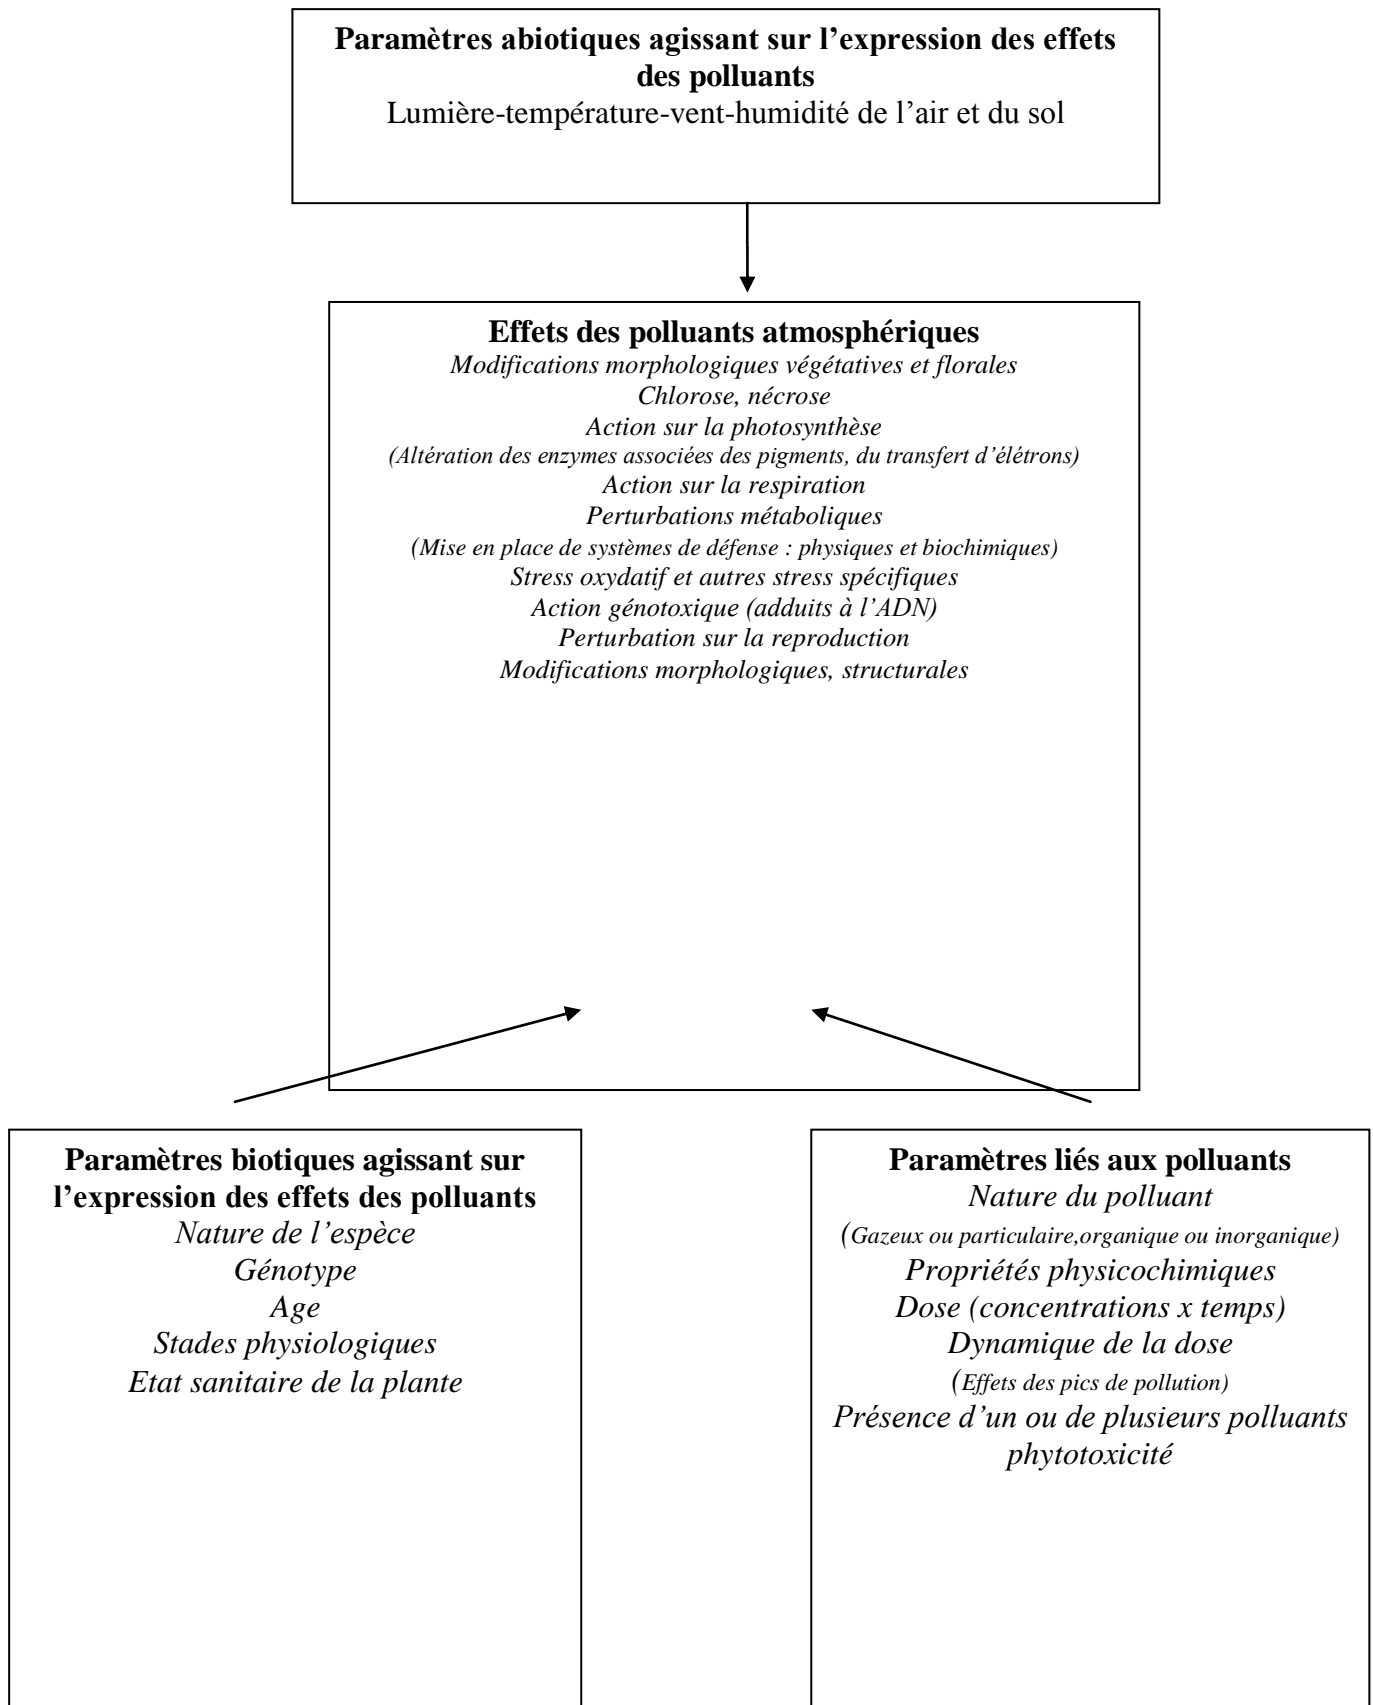 Paramètres abiotiques agissant sur l’expression des effets
des polluants
Lumière-température-vent-humidité de l’air et du sol
Effets des polluants atmosphériques
Modifications morphologiques végétatives et florales
Chlorose, nécrose
Action sur la photosynthèse
(Altération des enzymes associées des pigments, du transfert d’élétrons)
Action sur la respiration
Perturbations métaboliques
(Mise en place de systèmes de défense : physiques et biochimiques)
Stress oxydatif et autres stress spécifiques
Action génotoxique (adduits à l’ADN)
Perturbation sur la reproduction
Modifications morphologiques, structurales
Paramètres biotiques agissant sur
l’expression des effets des polluants
Nature de l’espèce
Génotype
Age
Stades physiologiques
Etat sanitaire de la plante
Paramètres liés aux polluants
Nature du polluant
(Gazeux ou particulaire,organique ou inorganique)
Propriétés physicochimiques
Dose (concentrations x temps)
Dynamique de la dose
(Effets des pics de pollution)
Présence d’un ou de plusieurs polluants
phytotoxicité